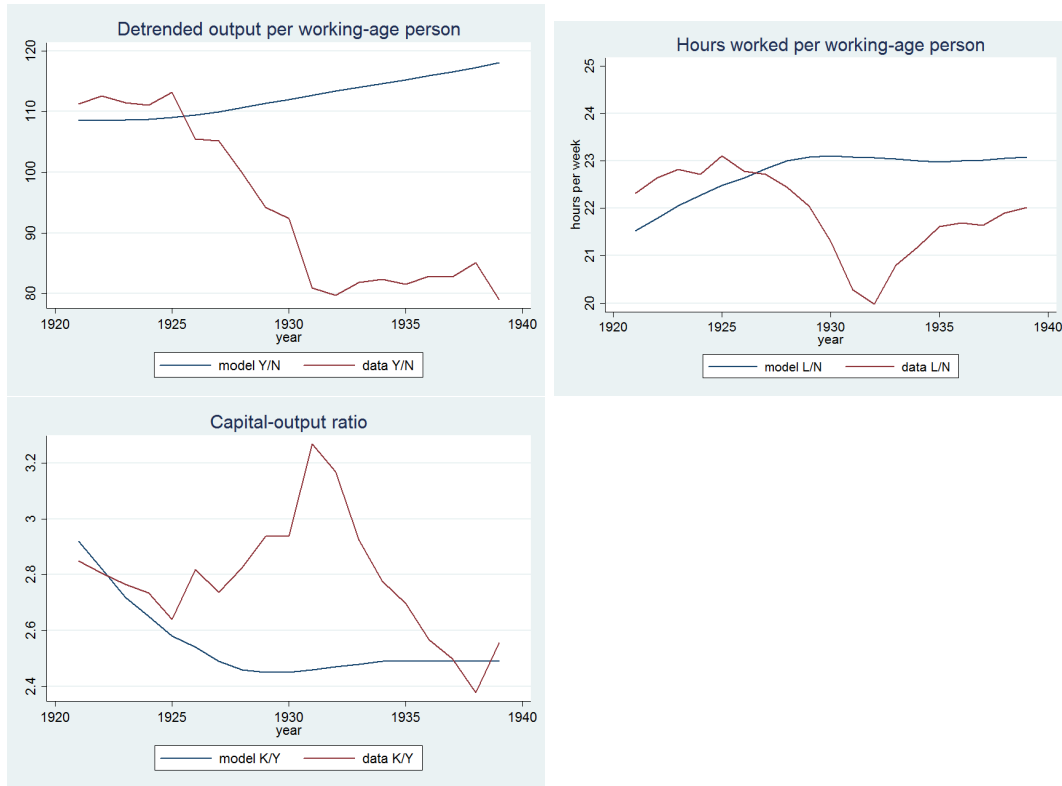 Detrended output per working-age person
120
110
100
90
80
1920 1925 1930 1935 1940
year
model Y/N data Y/N
Hours worked per working-age person
25
24
23
22
21
20
hours per week
1920 1925 1930 1935 1940
year
model L/N data L/N
Capital-output ratio
3.2
3
2.8
2.6
2.4
1920 1925 1930 1935 1940
year
model K/Y data K/Y